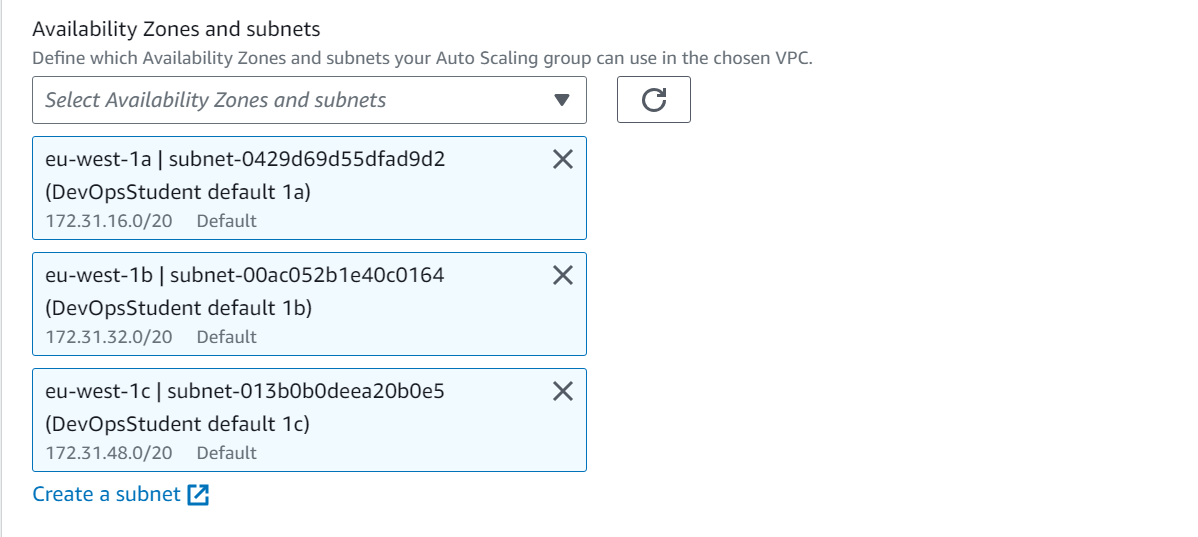 Availability Zones and subnets
Define which Availability Zones and subnets your Auto Scaling group can use in the chosen VPC.
Select Availability Zones and subnets
eu-west-1a | subnet-0429d69d55dfad9d2
(DevOpsStudent default 1a)
172.31.16.0/20 Default
eu-west-1b | subnet-00ac052b1e40c0164
(DevOpsStudent default 1b)
172.31.32.0/20 Default
eu-west-1c | subnet-013b0b0deea20b0e5
(DevOpsStudent default 1c)
172.31.48.0/20 Default
Create a subnet